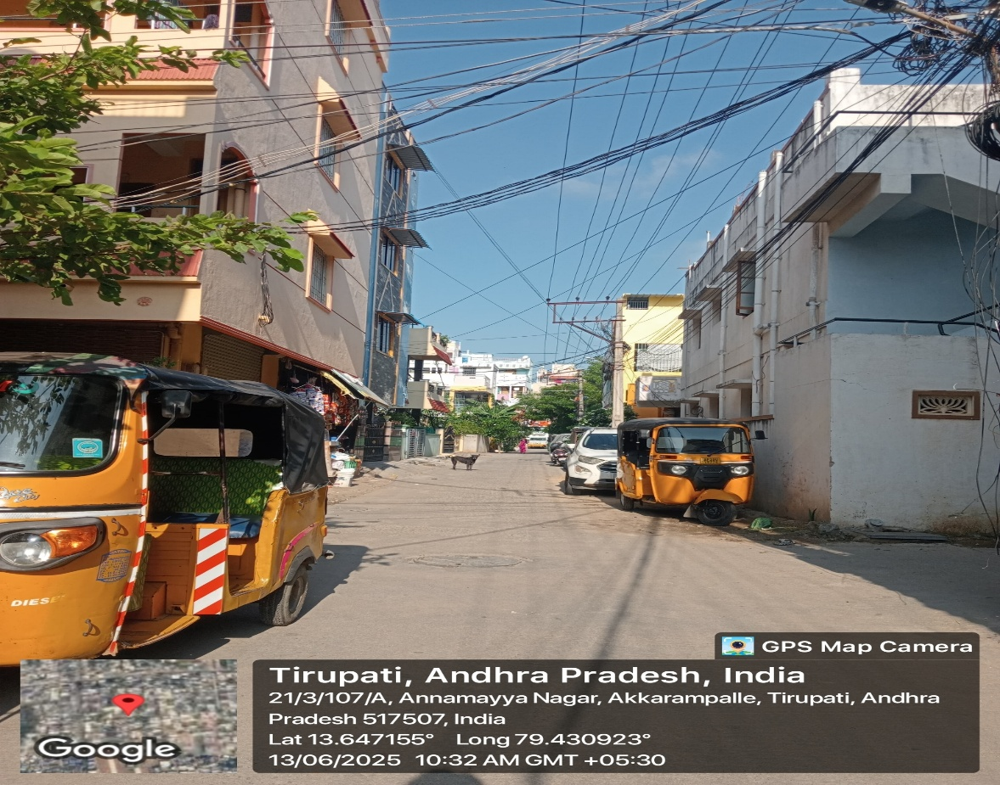 DIESE
GPS Map Camera
Tirupati, Andhra Pradesh, India
21/3/107/A, Annamayya Nagar, Akkarampalle, Tirupati, Andhra
Pradesh 517507, India
Lat 13.647155° Long 79.430923°
13/06/2025 10:32 AM GMT +05:30
Google